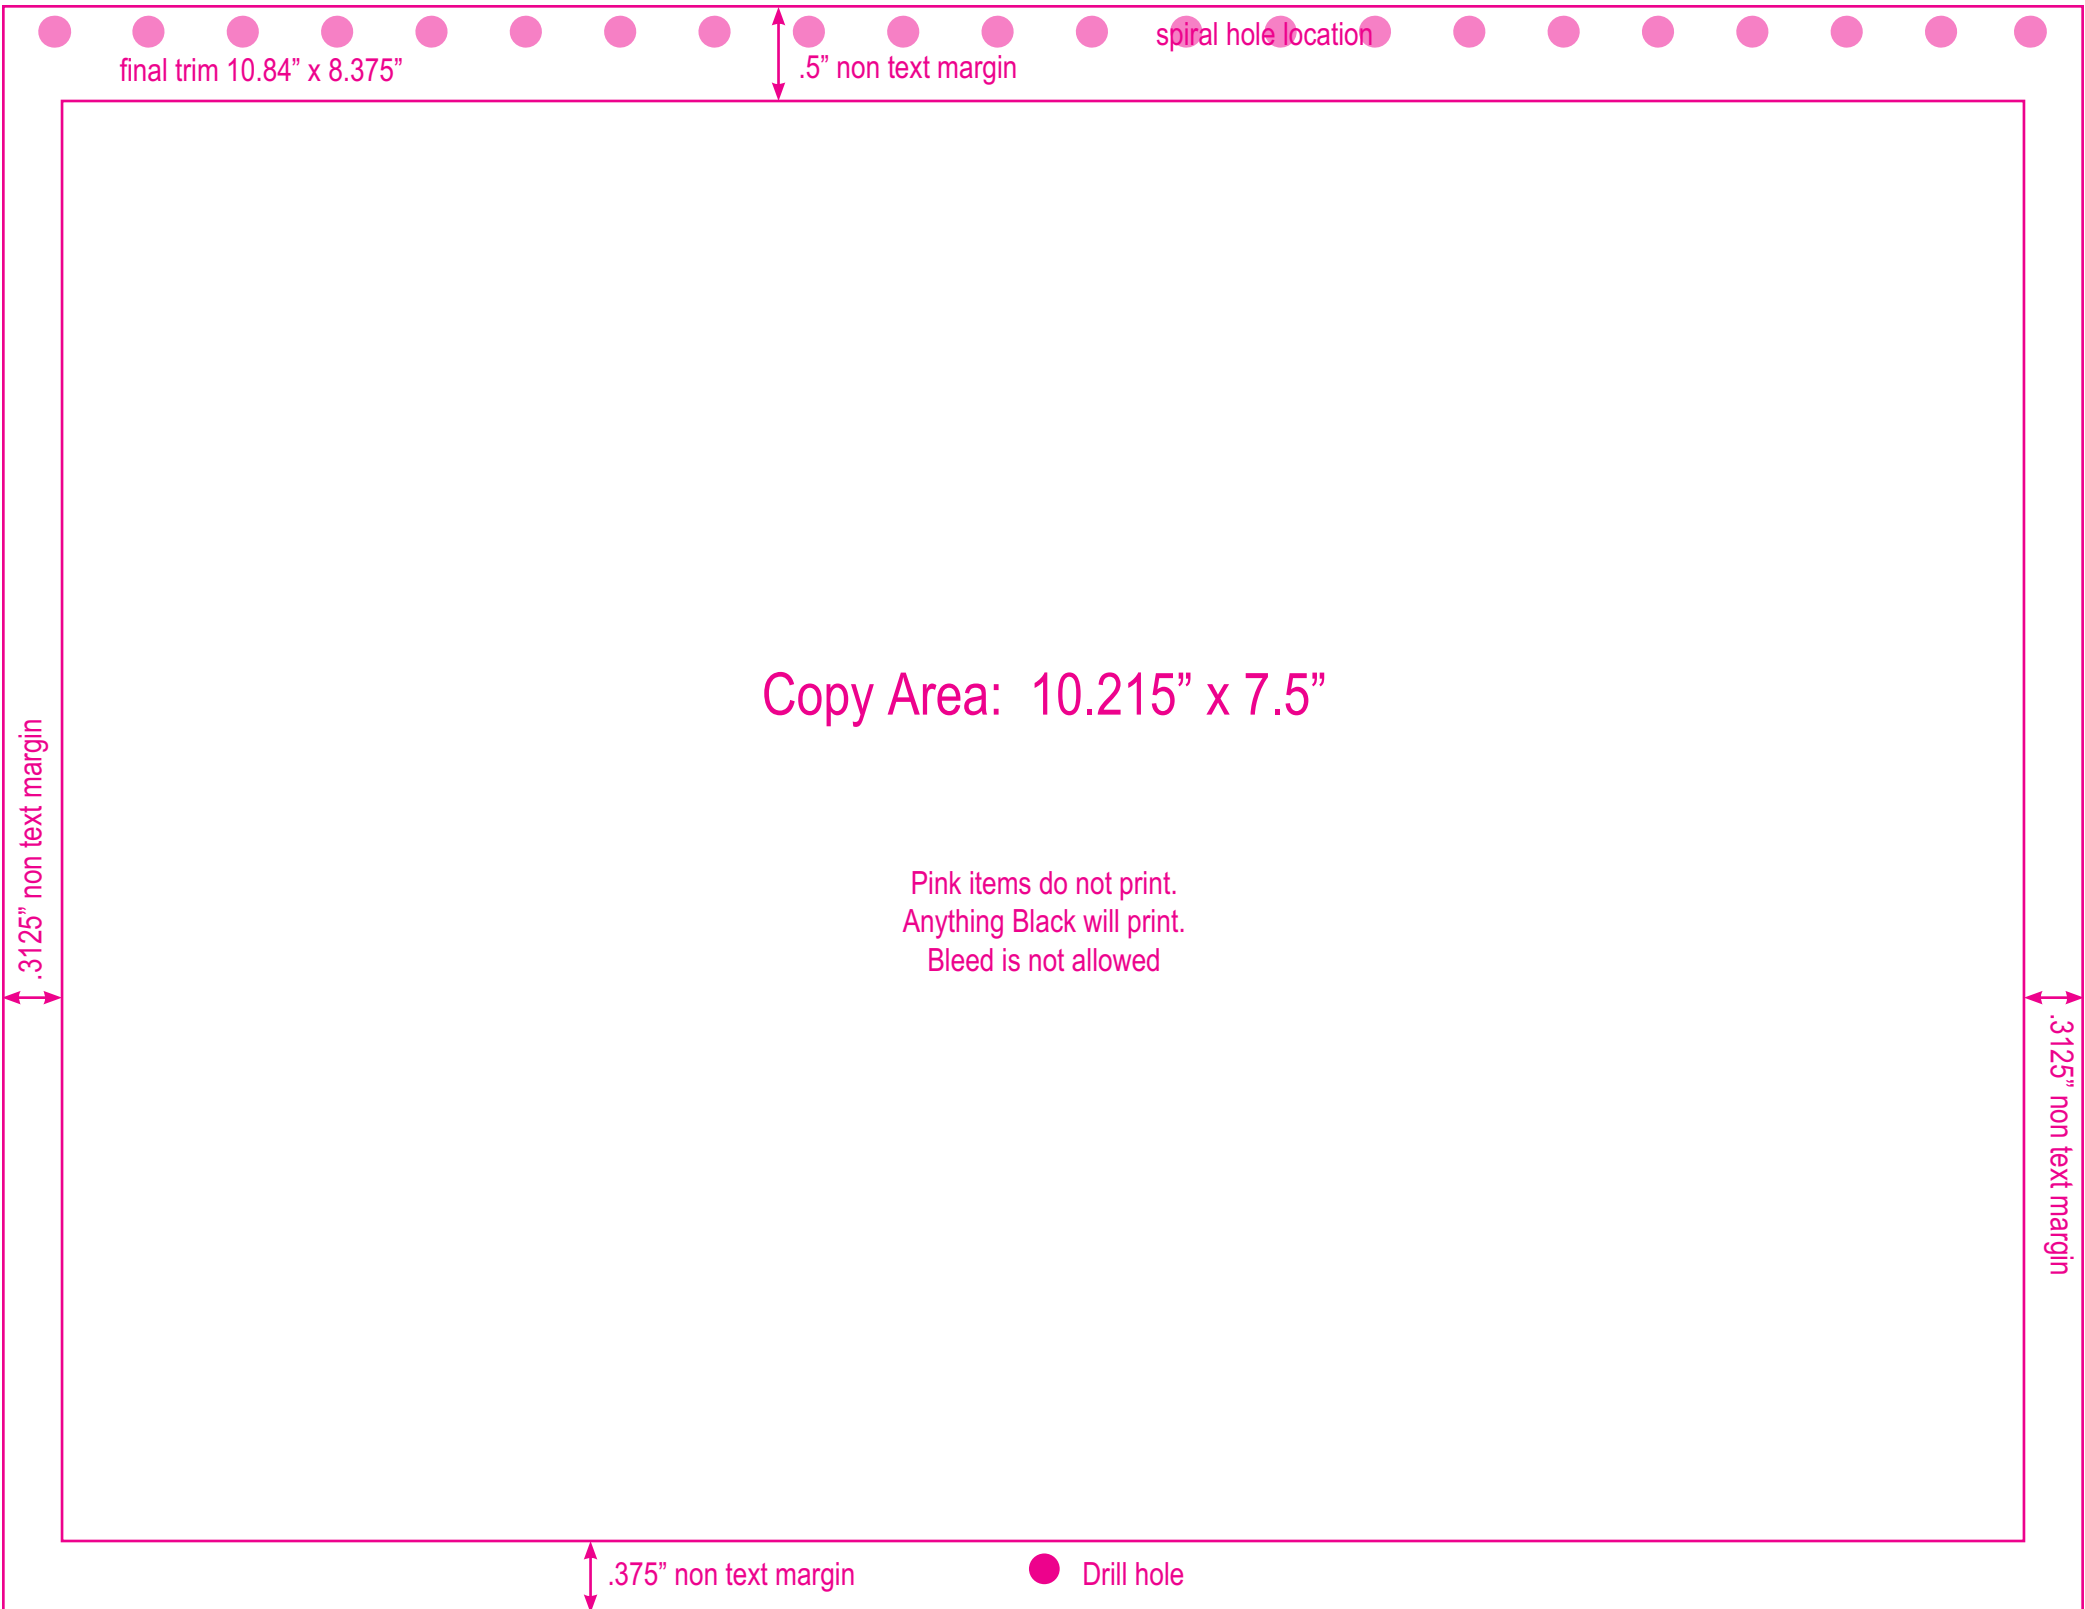 spiral hole location
final trim 10.84” x 8.375”
.5” non text margin
Copy Area:  10.215” x 7.5”
.3125” non text margin
Pink items do not print.
Anything Black will print.
Bleed is not allowed
.3125” non text margin
.375” non text margin
Drill hole